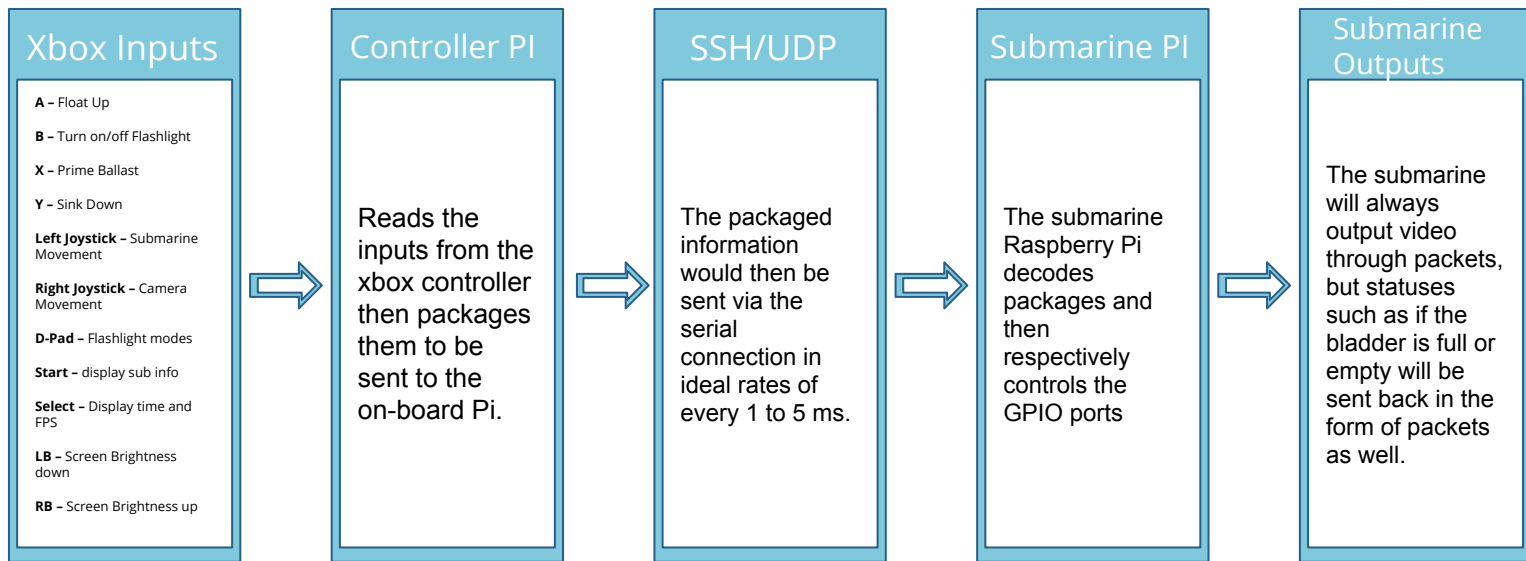 Xbox Inputs
A – Float Up
B – Turn on/off Flashlight
X – Prime Ballast
Y – Sink Down
Left Joystick – Submarine
Movement
Right Joystick – Camera
Movement
D-Pad – Flashlight modes
Start – display sub info
Select – Display time and
FPS
LB – Screen Brightness
down
RB – Screen Brightness up
Controller PI
Reads the
inputs from the
xbox controller
then packages
them to be
sent to the
on-board Pi.
SSH/UDP
The packaged
information
would then be
sent via the
serial
connection in
ideal rates of
every 1 to 5 ms.
Submarine PI
The submarine
Raspberry Pi
decodes
packages and
then
respectively
controls the
GPIO ports
Submarine
Outputs
The submarine
will always
output video
through packets,
but statuses
such as if the
bladder is full or
empty will be
sent back in the
form of packets
as well.